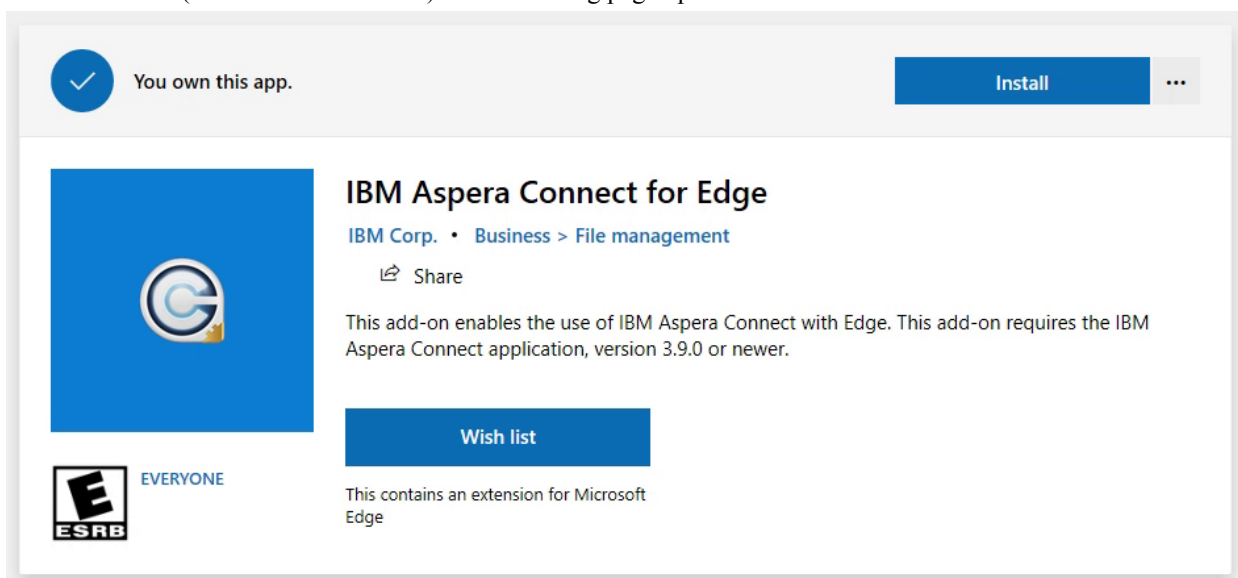 You own this app.
Install
IBM Aspera Connect for Edge
IBM Corp. • Business > File management
Share
This add-on enables the use of IBM Aspera Connect with Edge. This add-on requires the IBM
Aspera Connect application, version 3.9.0 or newer.
Wish list
E
ESRB
EVERYONE
This contains an extension for Microsoft
Edge